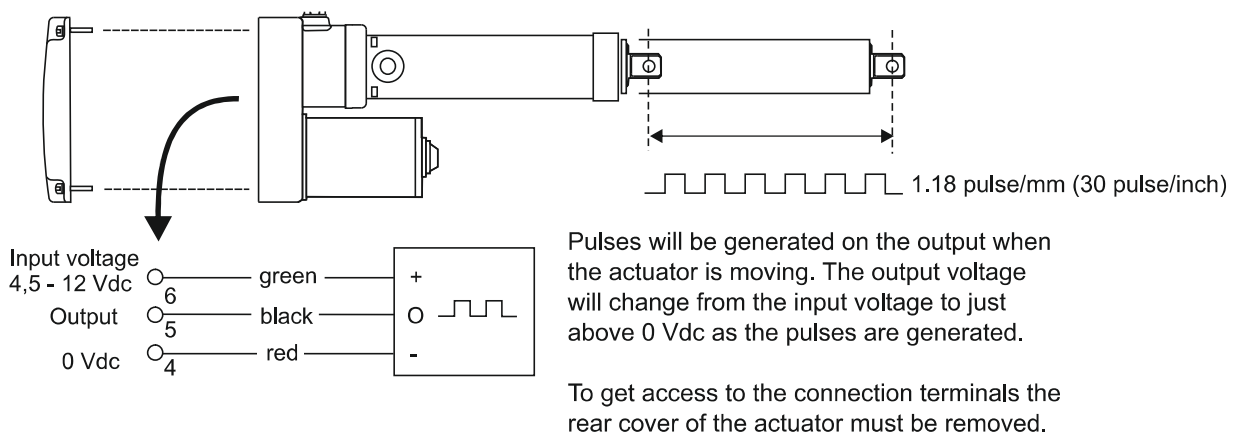 1.18 pulse/mm (30 pulse/inch)
Input voltage
4,5 - 12 Vdc
6
green
+
Output
5
black
O
0 Vdc
4
red
-
Pulses will be generated on the output when
the actuator is moving. The output voltage
will change from the input voltage to just
above 0 Vdc as the pulses are generated.
To get access to the connection terminals the
rear cover of the actuator must be removed.